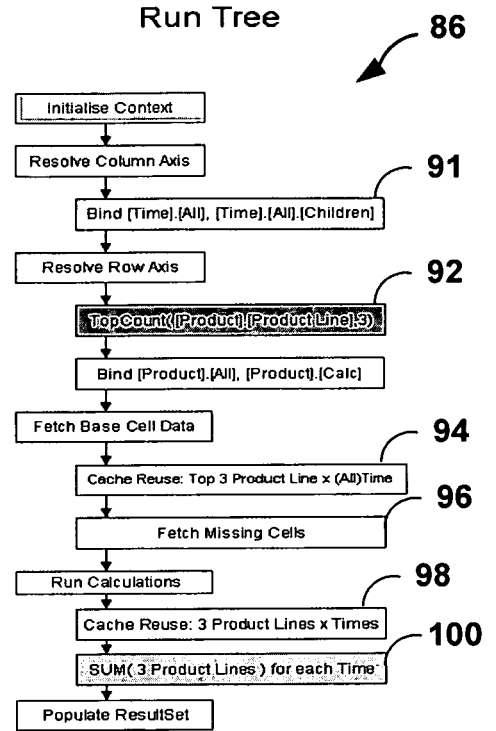 Run Tree
86
Initialise Context
Resolve Column Axis
91
Bind [Time].[All], [Time].[All].[Children]
Resolve Row Axis
92
TopCount( [Product].[Product Line],3)
Bind [Product].[All], [Product].[Calc]
Fetch Base Cell Data
94
Cache Reuse: Top 3 Product Line x (All)Time
96
Fetch Missing Cells
Run Calculations
98
Cache Reuse: 3 Product Lines x Times
100
SUM( 3 Product Lines ) for each Time
Populate ResultSet